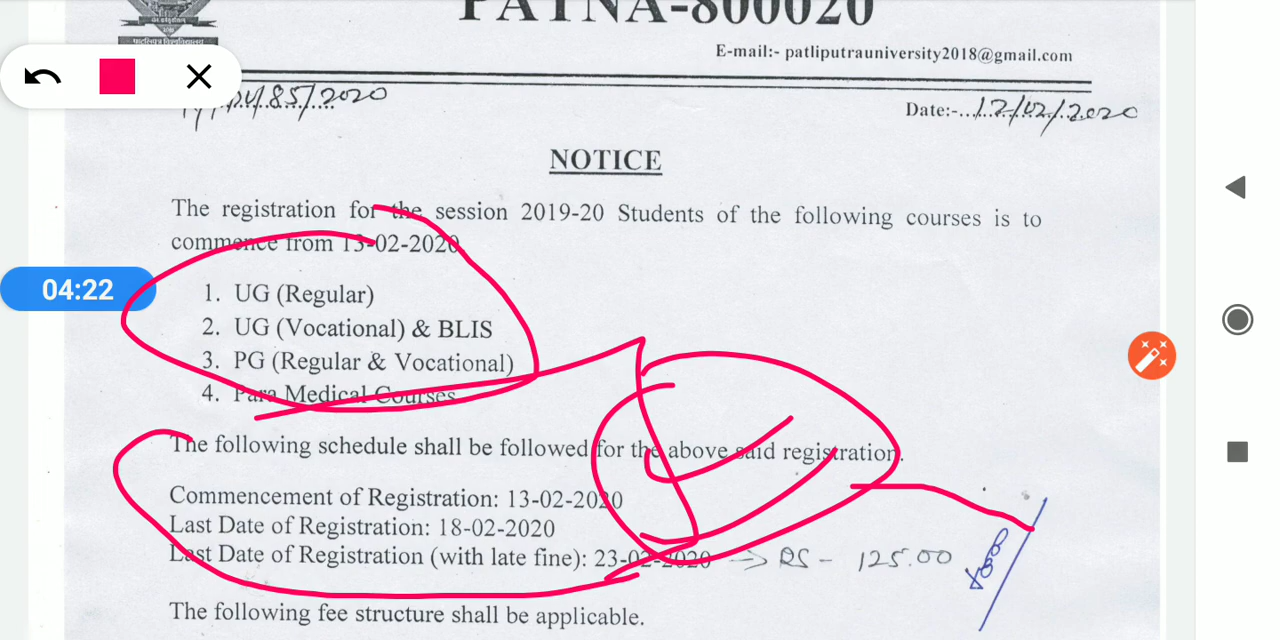 PATNA-800020
पाटलिपुत्र विश्वविद्यालय
E-mail:- patliputrauniversity2018@gmail.com
85/2020
Date:-...12/02/2020
NOTICE
The registration for the session 2019-20 Students of the following courses is to
commence from 13-02-2020.
04:22
1. UG (Regular)
2. UG (Vocational) & BLIS
3. PG (Regular & Vocational)
4. Para Medical Courses
The following schedule shall be followed for the above said registration.
Commencement of Registration: 13-02-2020
Last Date of Registration: 18-02-2020
Last Date of Registration (with late fine): 23-02-2020 → RS - 125.00
The following fee structure shall be applicable.